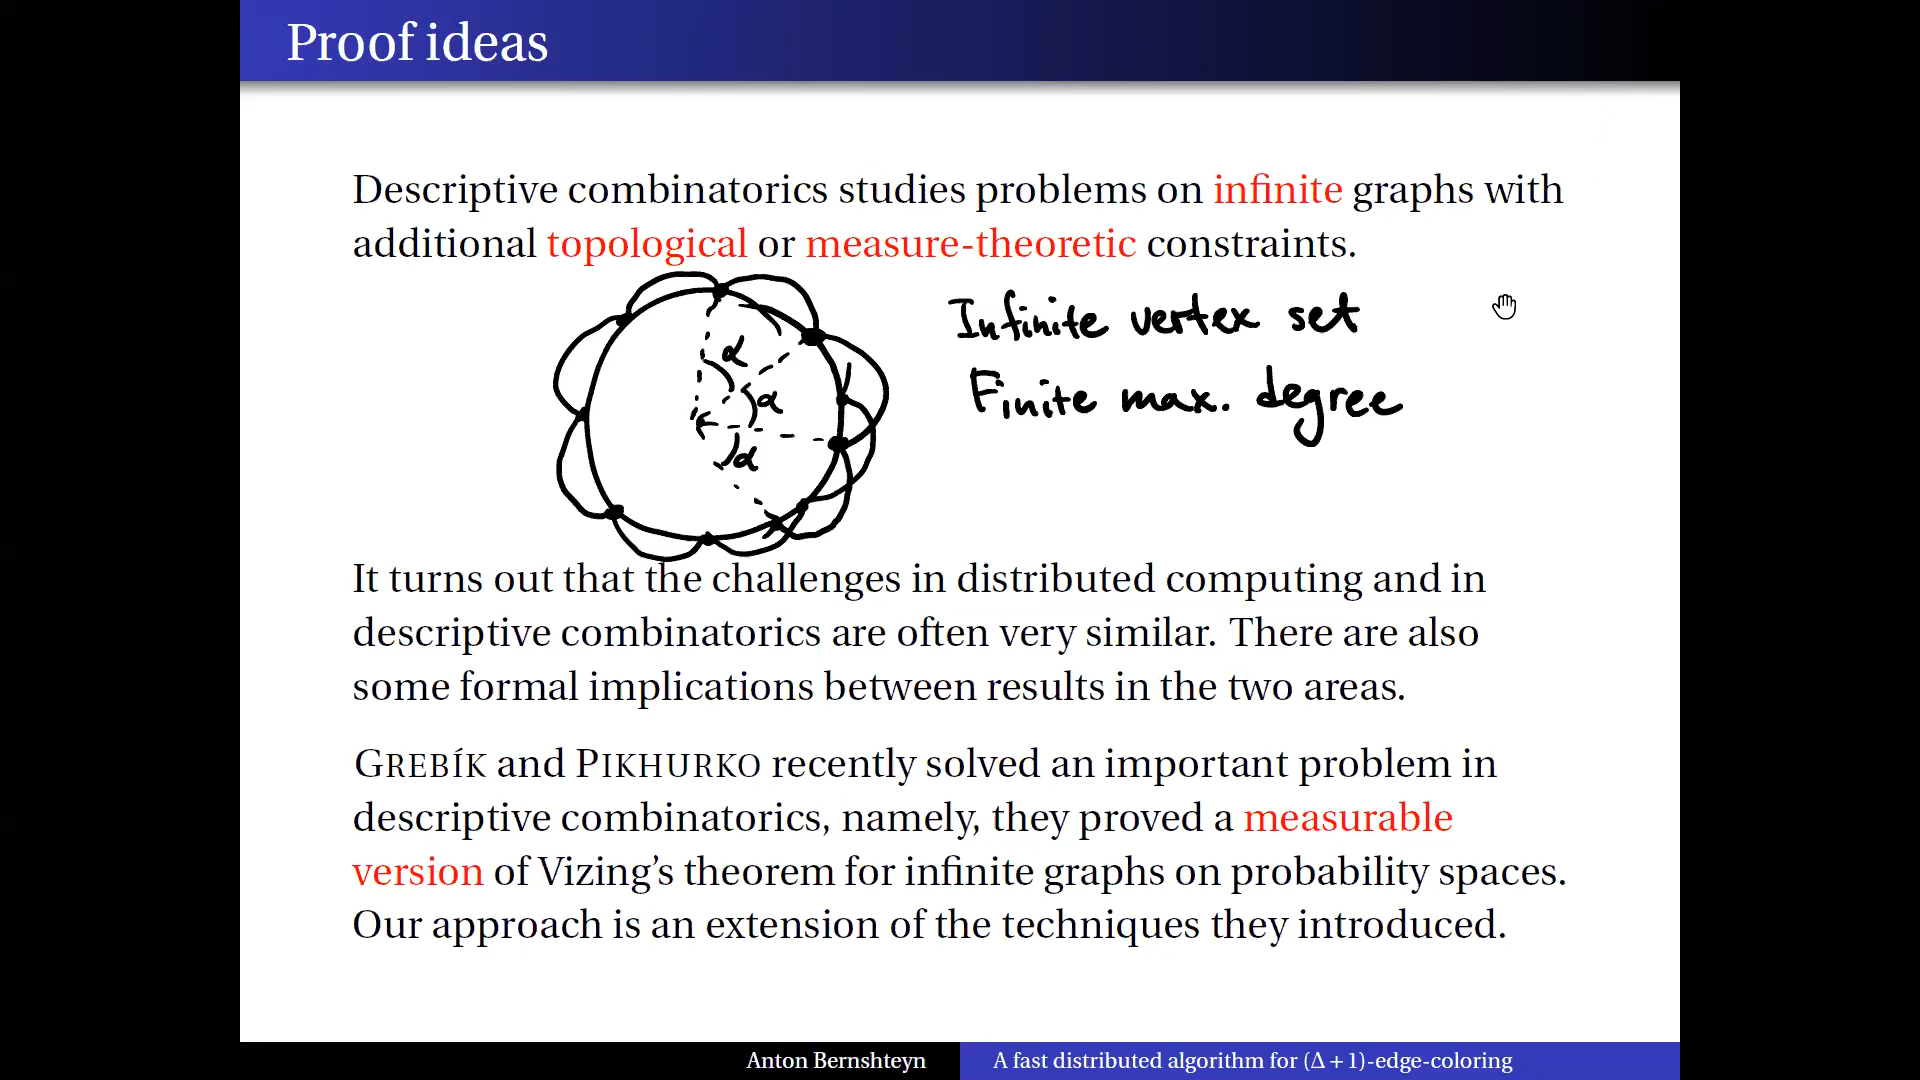 Proof ideas
Descriptive combinatorics studies problems on infinite graphs with
additional topological or measure-theoretic constraints.
α
α
α
Infinite vertex set
Finite max. degree
It turns out that the challenges in distributed computing and in
descriptive combinatorics are often very similar. There are also
some formal implications between results in the two areas.
GREBÍK and PIKHURKO recently solved an important problem in
descriptive combinatorics, namely, they proved a measurable
version of Vizing’s theorem for infinite graphs on probability spaces.
Our approach is an extension of the techniques they introduced.
Anton Bernshteyn
A fast distributed algorithm for (Δ + 1)-edge-coloring